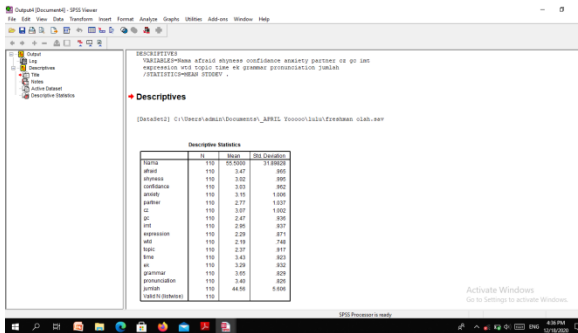 Output4 [Document4] - SPSS Viewer
File Edit View Data Transform Insert Format Analyze Graphs Utilities Add-ons Window Help
Output
Log
Descriptives
Title
Notes
Active Dataset
Descriptive Statistics
DESCRIPTIVES
VARIABLES=Nama afraid shyness confidance anxiety partner cz gc imt
expression wtd topic time ek grammar pronunciation jumlah
/STATISTICS=MEAN STDDEV .
Descriptives
[DataSet2] C:\Users\admin\Documents\_APRIL Yooooo\lulu\freshman olah.sav
Descriptive Statistics
N Mean Std. Deviation
Nama 110 55.5000 31.89828
afraid 110 3.47 .865
shyness 110 3.02 .995
confidance 110 3.03 .962
anxiety 110 3.15 1.006
partner 110 2.77 1.037
cz 110 3.07 1.002
gc 110 2.47 .936
imt 110 2.95 .837
expression 110 2.29 .871
wtd 110 2.19 .748
topic 110 2.37 .817
time 110 3.43 .923
ek 110 3.29 .932
grammar 110 3.65 .829
pronunciation 110 3.40 .826
jumlah 110 44.56 5.606
Valid N (listwise) 110
Activate Windows
Go to Settings to activate Windows.
SPSS Processor is ready
ENG
4:36 PM
12/18/2020